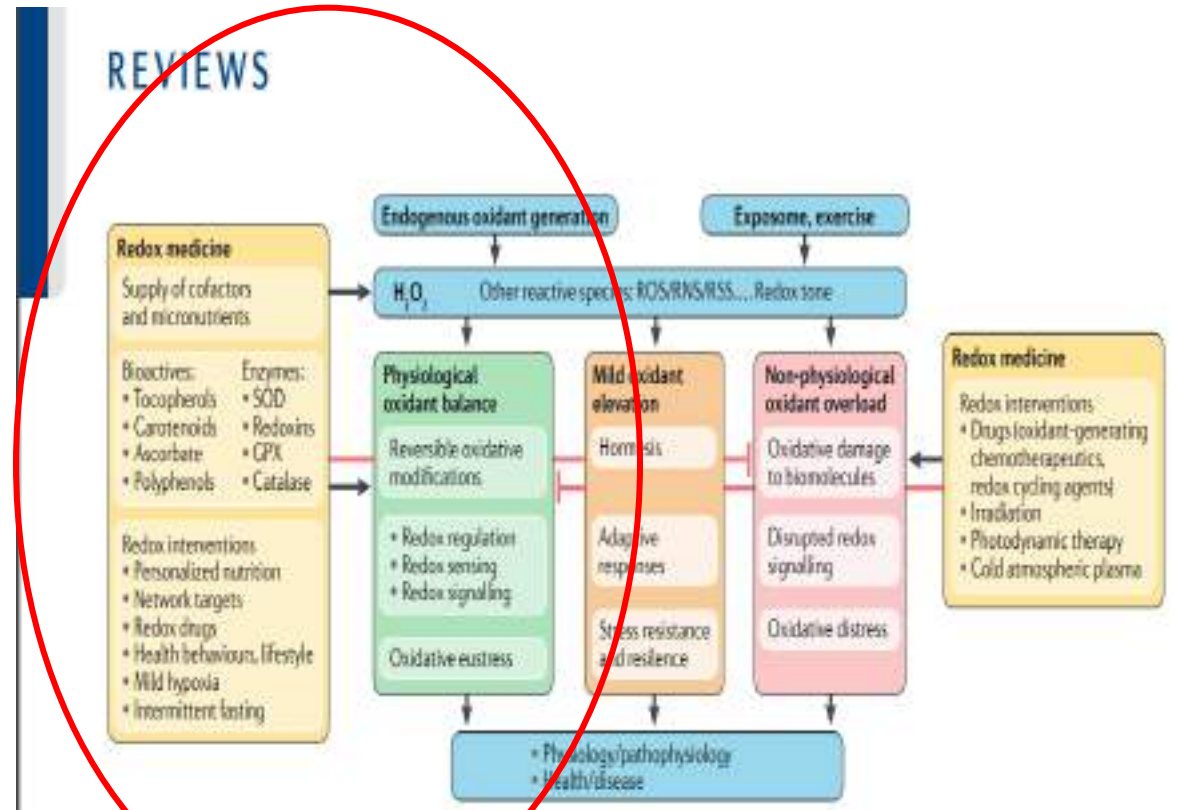 REVIEWS
Endogenous oxidant generation
Exposome, exercise
H2O2 Other reactive species: ROS/RNS/RSS.... Redox tone
Redox medicine
Supply of cofactors
and micronutrients
Bioactives:
• Tocopherols
• Carotenoids
• Ascorbate
• Polyphenols
Enzymes:
• SOD
• Redoxins
• GPX
• Catalase
Redox interventions
• Personalized nutrition
• Network targets
• Redox drugs
• Health behaviours, lifestyle
• Mild hypoxia
• Intermittent fasting
Physiological
oxidant balance
Reversible oxidative
modifications
• Redox regulation
• Redox sensing
• Redox signalling
Oxidative eustress
Mild oxidant
elevation
Hormesis
Adaptive
responses
Stress resistance
and resilence
Non-physiological
oxidant overload
Oxidative damage
to biomolecules
Disrupted redox
signalling
Oxidative distress
Redox medicine
Redox interventions
• Drugs (oxidant-generating
chemotherapeutics,
redox cycling agents)
• Irradiation
• Photodynamic therapy
• Cold atmospheric plasma
• Physiology/pathophysiology
• Health/disease